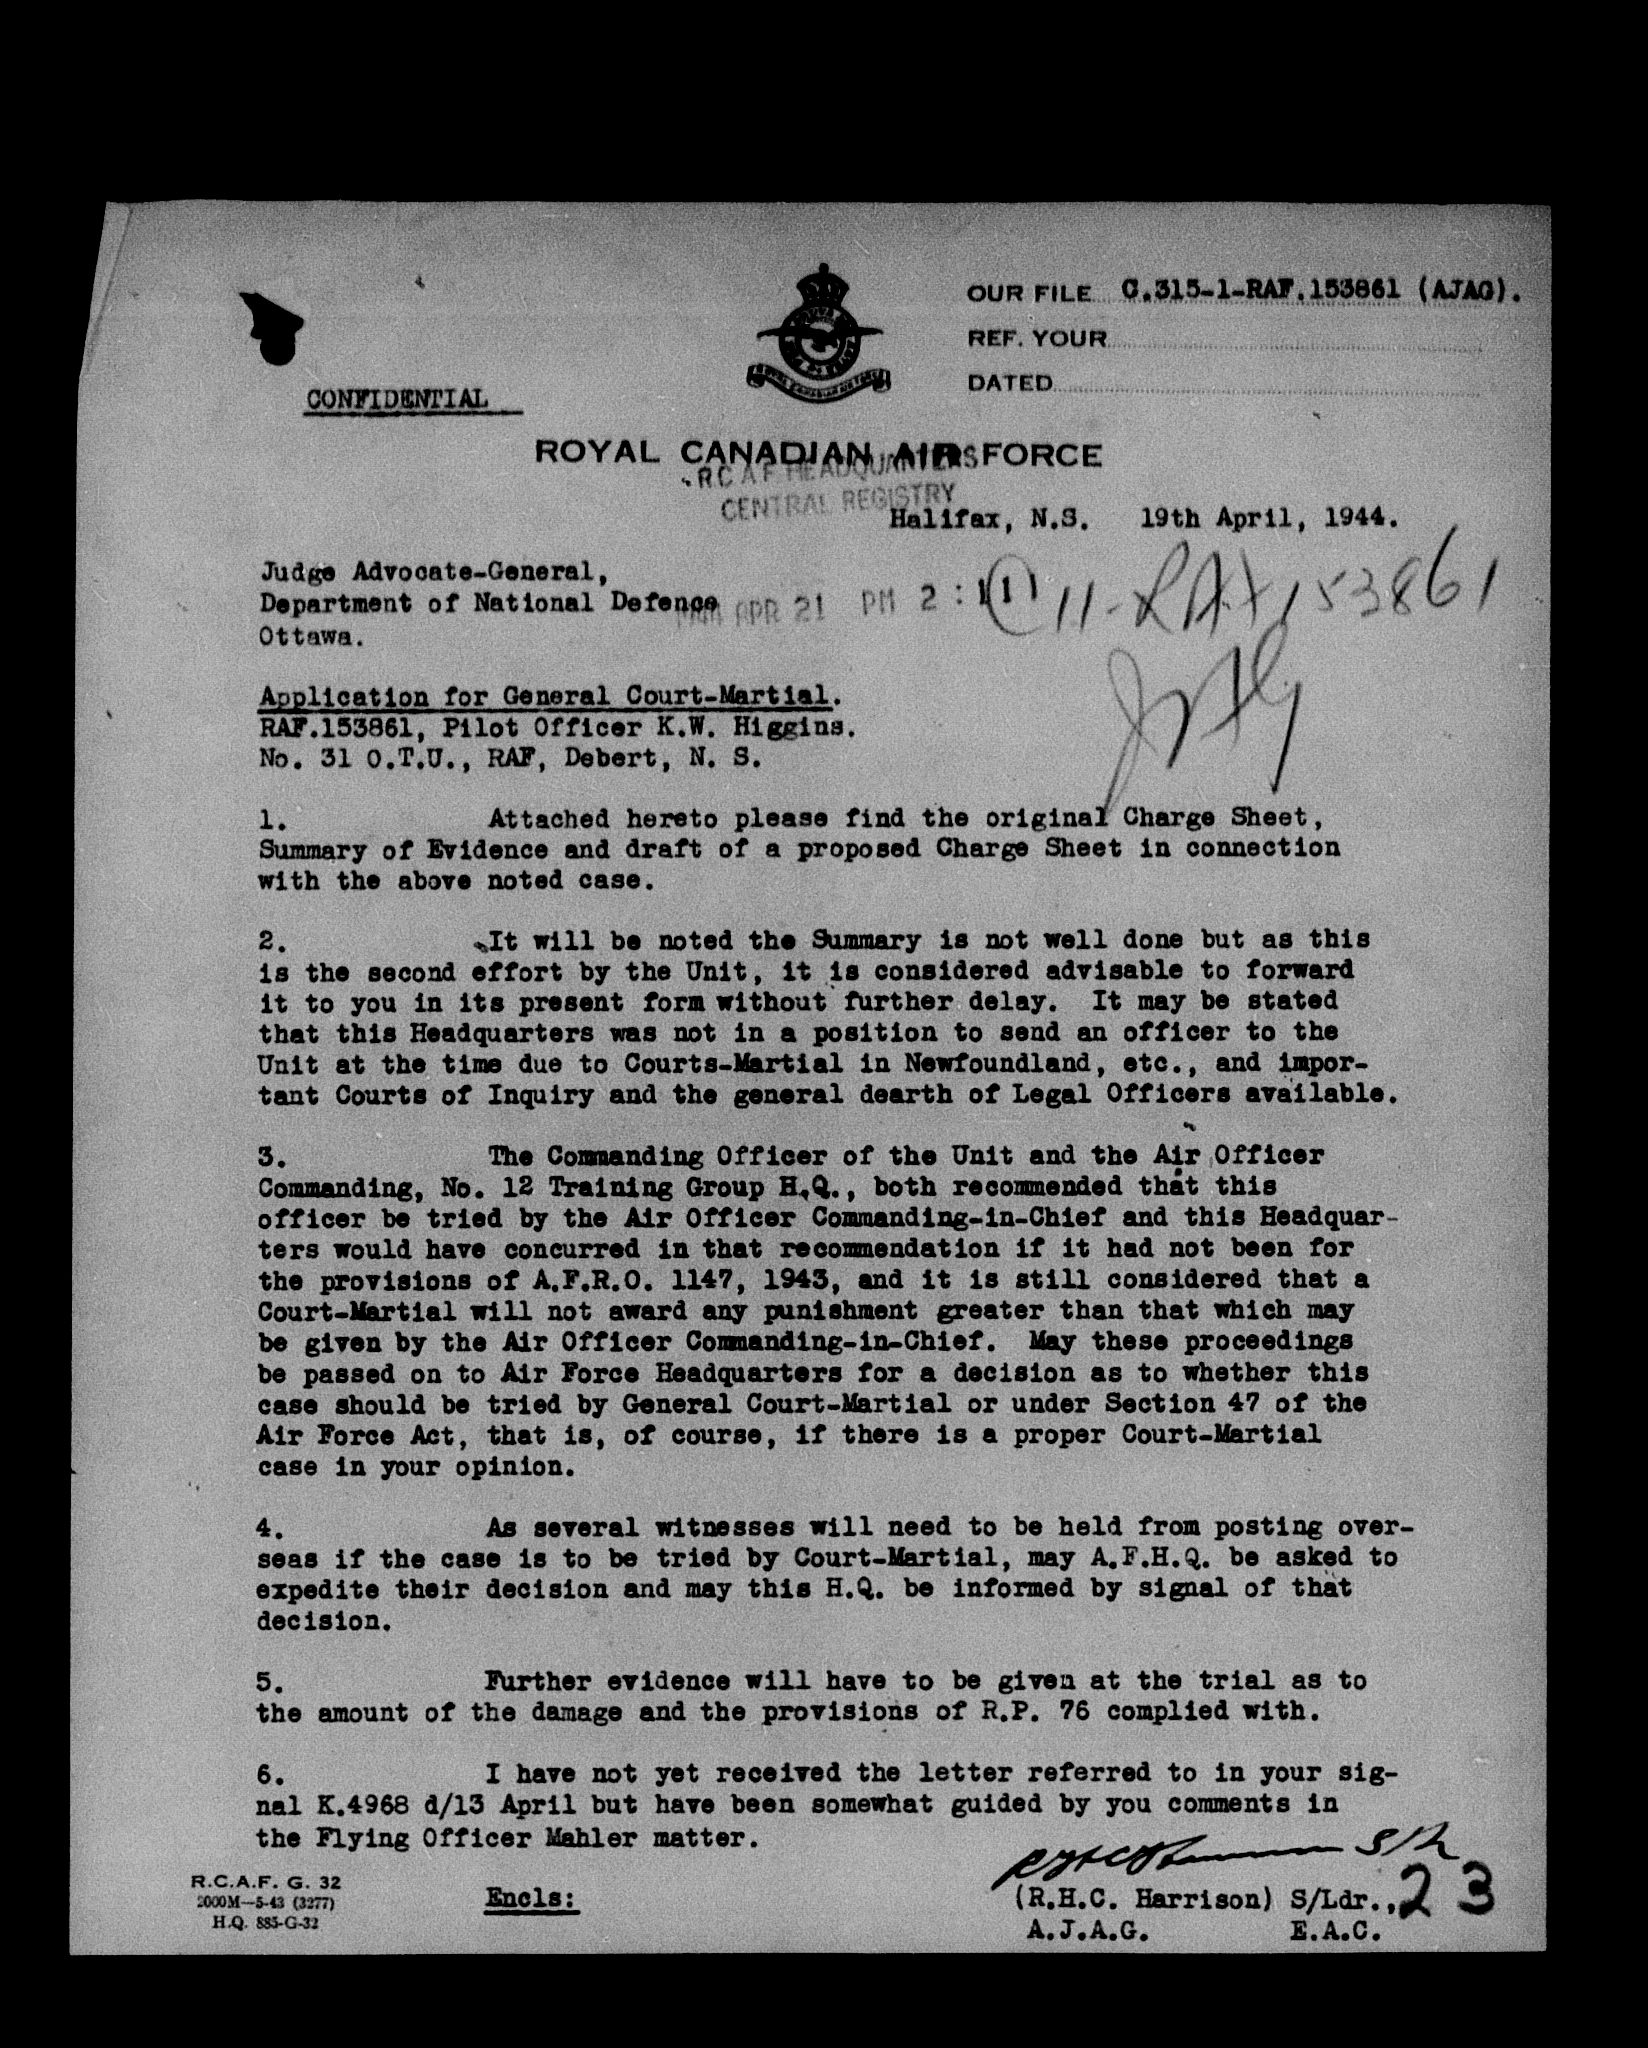 OUR FILE C.315-1-RAF.153861 (AJAG).
REF. YOUR
DATED
CONFIDENTIAL
ROYAL CANADIAN AIR FORCE
R C A F HEADQUARTERS
CENTRAL REGISTRY
Halifax, N.S. 19th April, 1944.
Judge Advocate-General,
Department of National Defence
Ottawa.
APR 21 PM 2:11
11-RAF 153861
JAG
Application for General Court-Martial.
RAF.153861, Pilot Officer K.W. Higgins.
No. 31 O.T.U., RAF, Debert, N. S.
1. Attached hereto please find the original Charge Sheet,
Summary of Evidence and draft of a proposed Charge Sheet in connection
with the above noted case.
2. It will be noted the Summary is not well done but as this
is the second effort by the Unit, it is considered advisable to forward
it to you in its present form without further delay. It may be stated
that this Headquarters was not in a position to send an officer to the
Unit at the time due to Courts-Martial in Newfoundland, etc., and impor-
tant Courts of Inquiry and the general dearth of Legal Officers available.
3. The Commanding Officer of the Unit and the Air Officer
Commanding, No. 12 Training Group H.Q., both recommended that this
officer be tried by the Air Officer Commanding-in-Chief and this Headquar-
ters would have concurred in that recommendation if it had not been for
the provisions of A.F.R.O. 1147, 1943, and it is still considered that a
Court-Martial will not award any punishment greater than that which may
be given by the Air Officer Commanding-in-Chief. May these proceedings
be passed on to Air Force Headquarters for a decision as to whether this
case should be tried by General Court-Martial or under Section 47 of the
Air Force Act, that is, of course, if there is a proper Court-Martial
case in your opinion.
4. As several witnesses will need to be held from posting over-
seas if the case is to be tried by Court-Martial, may A.F.H.Q. be asked to
expedite their decision and may this H.Q. be informed by signal of that
decision.
5. Further evidence will have to be given at the trial as to
the amount of the damage and the provisions of R.P. 76 complied with.
6. I have not yet received the letter referred to in your sig-
nal K.4968 d/13 April but have been somewhat guided by you comments in
the Flying Officer Mahler matter.
R.C.A.F. G. 32
2000M—5-43 (3277)
H.Q. 885-G-32
Encls:
(R.H.C. Harrison) S/Ldr.,
A.J.A.G. E.A.C.
23